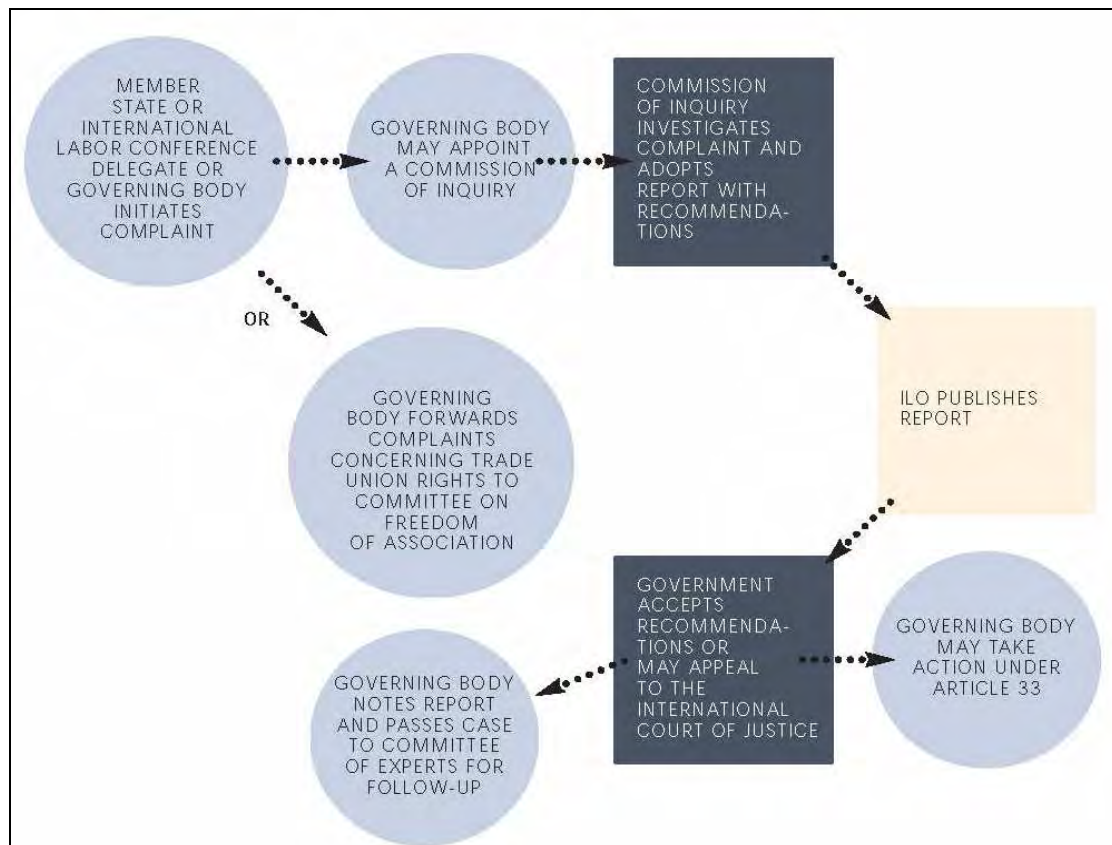 MEMBER
STATE OR
INTERNATIONAL
LABOR CONFERENCE
DELEGATE OR
GOVERNING BODY
INITIATES
COMPLAINT
GOVERNING BODY
MAY APPOINT
A COMMISSION
OF INQUIRY
COMMISSION
OF INQUIRY
INVESTIGATES
COMPLAINT AND
ADOPTS
REPORT WITH
RECOMMENDA-
TIONS
OR
GOVERNING
BODY FORWARDS
COMPLAINTS
CONCERNING TRADE
UNION RIGHTS TO
COMMITTEE ON
FREEDOM
OF ASSOCIATION
ILO PUBLISHES
REPORT
GOVERNMENT
ACCEPTS
RECOMMENDA-
TIONS OR
MAY APPEAL
TO THE
INTERNATIONAL
COURT OF JUSTICE
GOVERNING BODY
MAY TAKE
ACTION UNDER
ARTICLE 33
GOVERNING BODY
NOTES REPORT
AND PASSES CASE
TO COMMITTEE
OF EXPERTS FOR
FOLLOW-UP